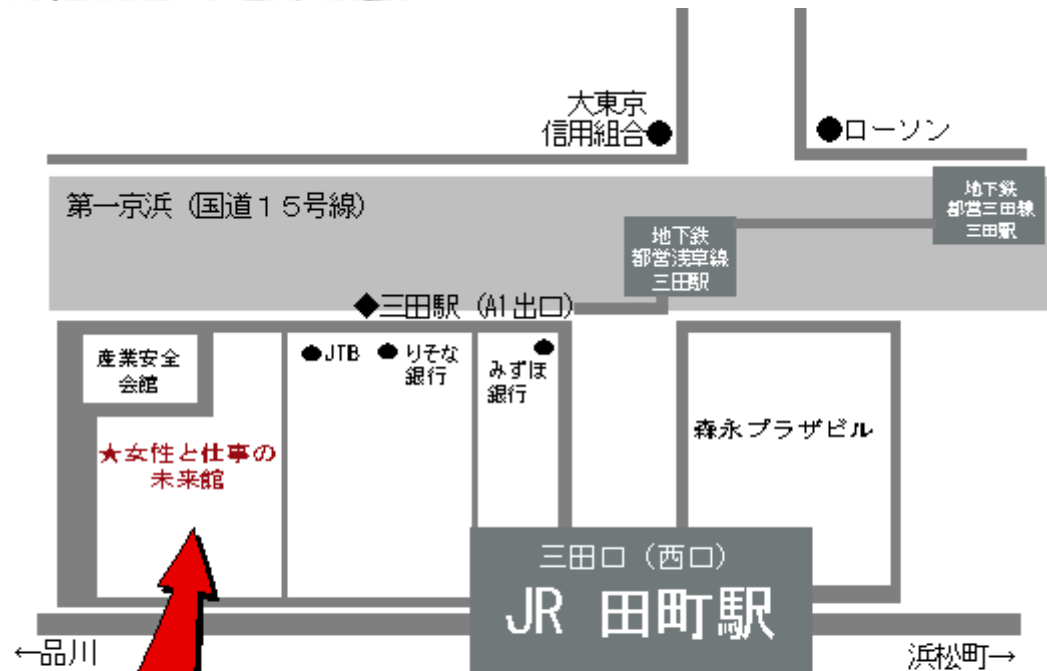 大東京
信用組合●
●ローソン
第一京浜（国道１５号線）
地下鉄
都営三田線
三田駅
地下鉄
都営浅草線
三田駅
◆三田駅（A1出口）
産業安全
会館
●JTB
●りそな
銀行
みずほ
銀行
森永プラザビル
★女性と仕事の
未来館
三田口（西口）
JR 田町駅
←品川
浜松町→